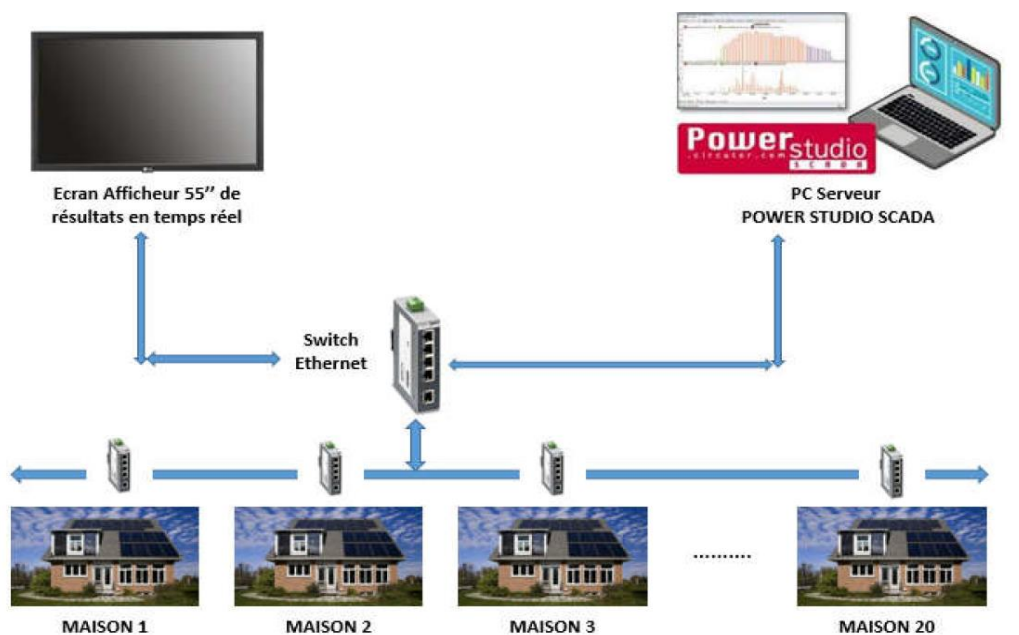 Power studio
.circutor.com
SCADA
Ecran Afficheur 55’’ de
résultats en temps réel
PC Serveur
POWER STUDIO SCADA
Switch
Ethernet
..........
MAISON 1
MAISON 2
MAISON 3
MAISON 20